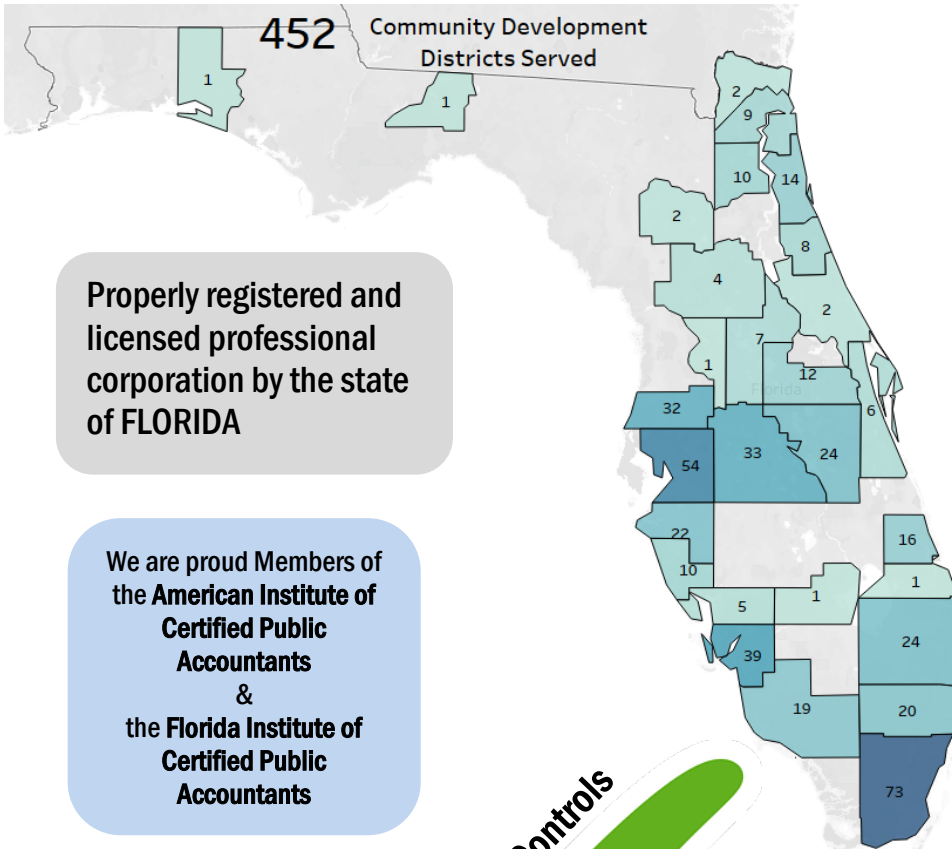 452
Community Development
Districts Served
1
1
2
9
10
14
2
8
4
2
7
1
12
Florida
6
32
33
24
54
22
16
10
1
1
5
24
39
19
20
73
Properly registered and
licensed professional
corporation by the state
of FLORIDA
We are proud Members of
the American Institute of
Certified Public
Accountants
&
the Florida Institute of
Certified Public
Accountants
Controls